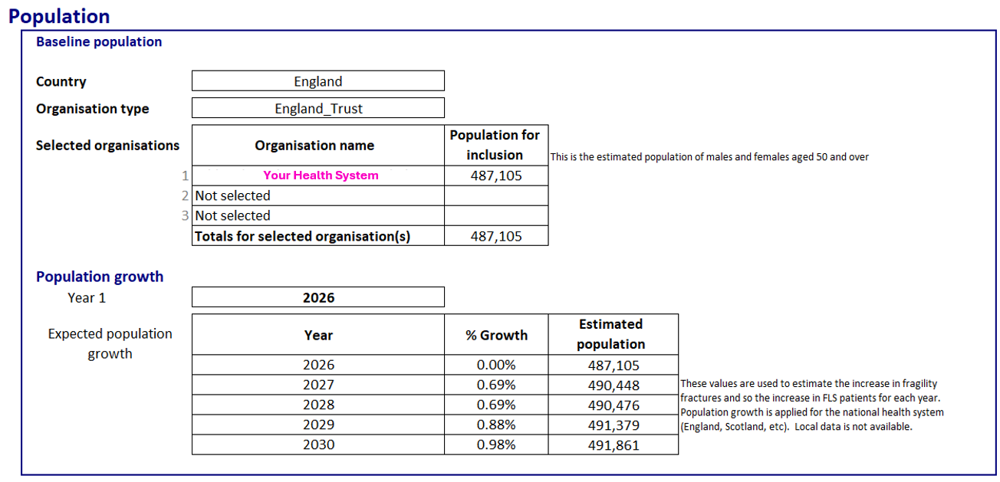 Population
Baseline population
Country England
Organisation type England_Trust
Selected organisations Organisation name Population for inclusion
This is the estimated population of males and females aged 50 and over
1 Your Health System 487,105
2 Not selected
3 Not selected
Totals for selected organisation(s) 487,105
Population growth
Year 1 2026
Expected population growth
Year % Growth Estimated population
2026 0.00% 487,105
2027 0.69% 490,448
2028 0.69% 490,476
2029 0.88% 491,379
2030 0.98% 491,861
These values are used to estimate the increase in fragility
fractures and so the increase in FLS patients for each year.
Population growth is applied for the national health system
(England, Scotland, etc). Local data is not available.